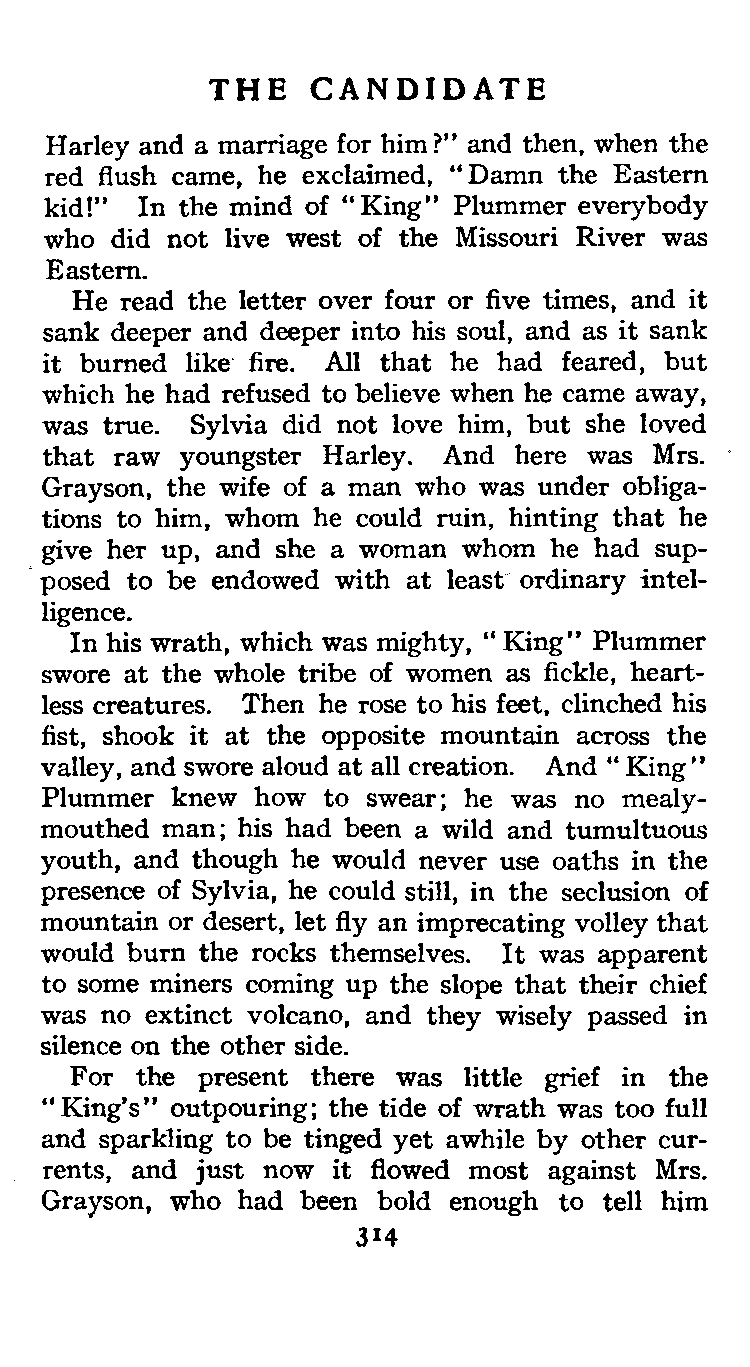 THE CANDIDATE
Harley and a marriage for him?" and then, when the
red flush came, he exclaimed, "Damn the Eastern
kid!" In the mind of "King" Plummer everybody
who did not live west of the Missouri River was
Eastern.
He read the letter over four or five times, and it
sank deeper and deeper into his soul, and as it sank
it burned like fire. All that he had feared, but
which he had refused to believe when he came away,
was true. Sylvia did not love him, but she loved
that raw youngster Harley. And here was Mrs.
Grayson, the wife of a man who was under obliga-
tions to him, whom he could ruin, hinting that he
give her up, and she a woman whom he had sup-
posed to be endowed with at least ordinary intel-
ligence.
In his wrath, which was mighty, "King" Plummer
swore at the whole tribe of women as fickle, heart-
less creatures. Then he rose to his feet, clinched his
fist, shook it at the opposite mountain across the
valley, and swore aloud at all creation. And "King"
Plummer knew how to swear; he was no mealy-
mouthed man; his had been a wild and tumultuous
youth, and though he would never use oaths in the
presence of Sylvia, he could still, in the seclusion of
mountain or desert, let fly an imprecating volley that
would burn the rocks themselves. It was apparent
to some miners coming up the slope that their chief
was no extinct volcano, and they wisely passed in
silence on the other side.
For the present there was little grief in the
"King's" outpouring; the tide of wrath was too full
and sparkling to be tinged yet awhile by other cur-
rents, and just now it flowed most against Mrs.
Grayson, who had been bold enough to tell him
314